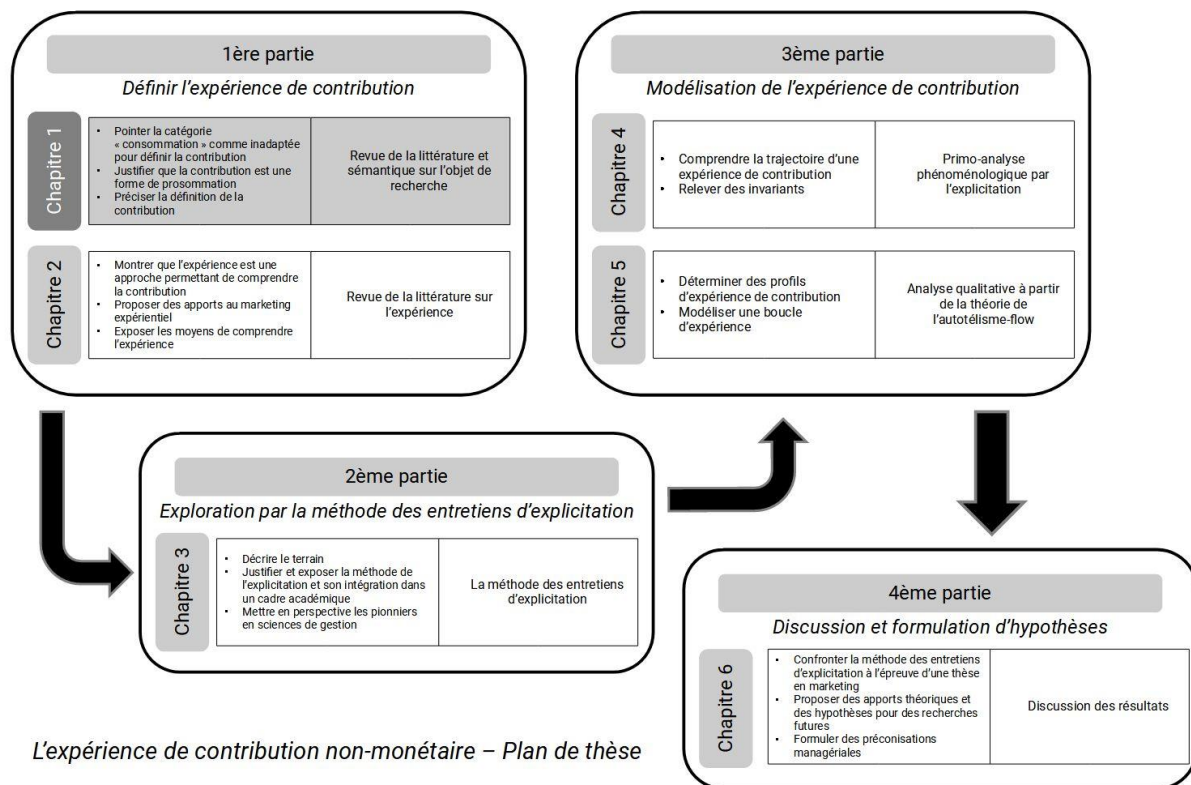 1ère partie
Définir l'expérience de contribution
Chapitre 1
• Pointer la catégorie
« consommation » comme inadaptée
pour définir la contribution
• Justifier que la contribution est une
forme de prosommation
• Préciser la définition de la
contribution
Revue de la littérature et
sémantique sur l'objet de
recherche
Chapitre 2
• Montrer que l'expérience est une
approche permettant de comprendre
la contribution
• Proposer des apports au marketing
expérientiel
• Exposer les moyens de comprendre
l'expérience
Revue de la littérature sur
l'expérience
2ème partie
Exploration par la méthode des entretiens d'explicitation
Chapitre 3
• Décrire le terrain
• Justifier et exposer la méthode de
l'explicitation et son intégration dans
un cadre académique
• Mettre en perspective les pionniers
en sciences de gestion
La méthode des entretiens
d'explicitation
3ème partie
Modélisation de l'expérience de contribution
Chapitre 4
• Comprendre la trajectoire d'une
expérience de contribution
• Relever des invariants
Primo-analyse
phénoménologique par
l'explicitation
Chapitre 5
• Déterminer des profils
d'expérience de contribution
• Modéliser une boucle
d'expérience
Analyse qualitative à partir
de la théorie de
l'autotélisme-flow
4ème partie
Discussion et formulation d'hypothèses
Chapitre 6
• Confronter la méthode des entretiens
d'explicitation à l'épreuve d'une thèse
en marketing
• Proposer des apports théoriques et
des hypothèses pour des recherches
futures
• Formuler des préconisations
managériales
Discussion des résultats
L'expérience de contribution non-monétaire – Plan de thèse